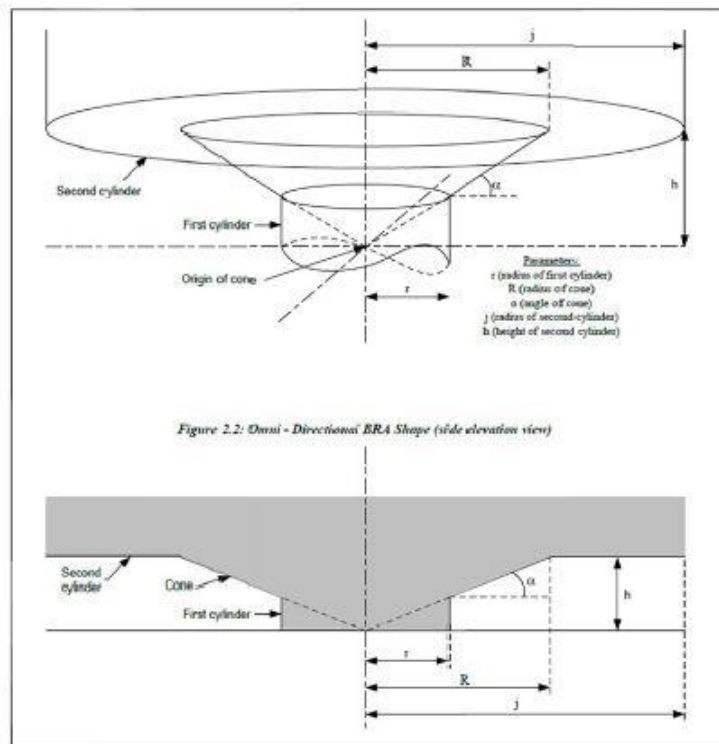 j
R
Second cylinder
α
h
First cylinder
Origin of cone
r
Parameters:
r (radius of first cylinder)
R (radius of cone)
α (angle of cone)
j (radius of second cylinder)
h (height of second cylinder)
Figure 2.2: Omni - Directional BRA Shape (side elevation view)
Second
cylinder
Cone
α
h
First cylinder
r
R
j